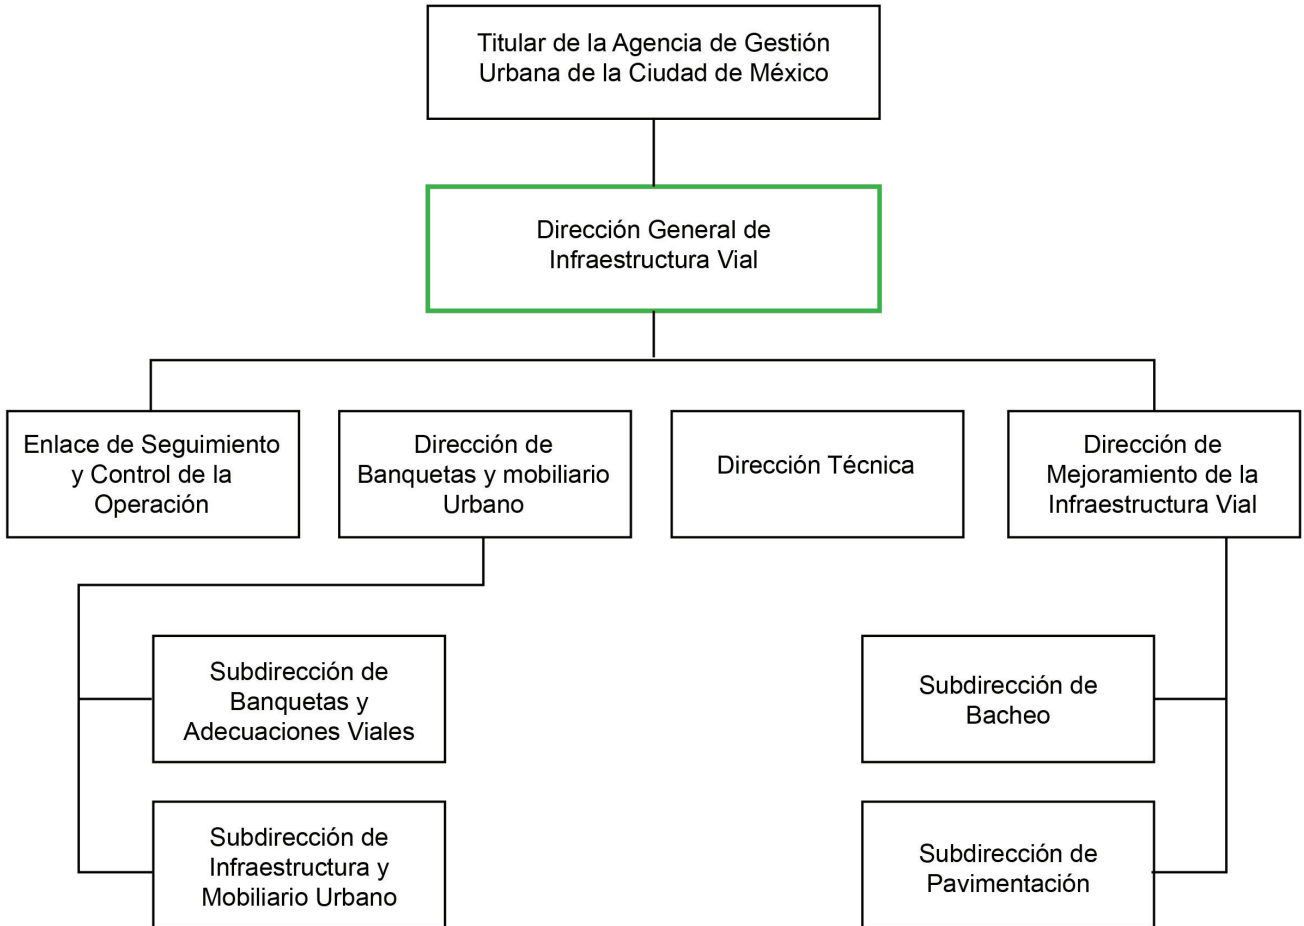 Titular de la Agencia de Gestión
Urbana de la Ciudad de México
Dirección General de
Infraestructura Vial
Enlace de Seguimiento
y Control de la
Operación
Dirección de
Banquetas y mobiliario
Urbano
Dirección Técnica
Dirección de
Mejoramiento de la
Infraestructura Vial
Subdirección de
Banquetas y
Adecuaciones Viales
Subdirección de
Bacheo
Subdirección de
Infraestructura y
Mobiliario Urbano
Subdirección de
Pavimentación